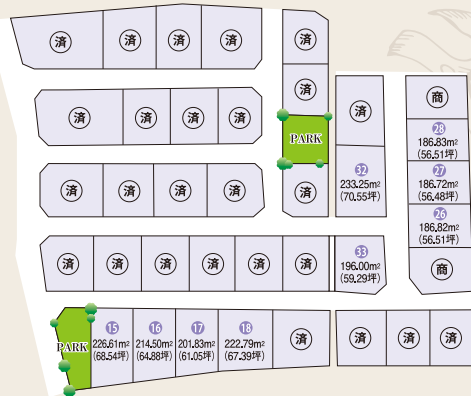 済 済 済 済 済
済
済 済 済 済 PARK 済 商
28
186.83m²
(56.51坪)
32
233.25m²
(70.55坪)
27
186.72m²
(56.48坪)
済 済 済 済 済
26
186.82m²
(56.51坪)
済 済 済 済 済 済
33
196.00m²
(59.29坪)
商
PARK
15
226.61m²
(68.54坪)
16
214.50m²
(64.88坪)
17
201.83m²
(61.05坪)
18
222.79m²
(67.39坪)
済 済 済 済